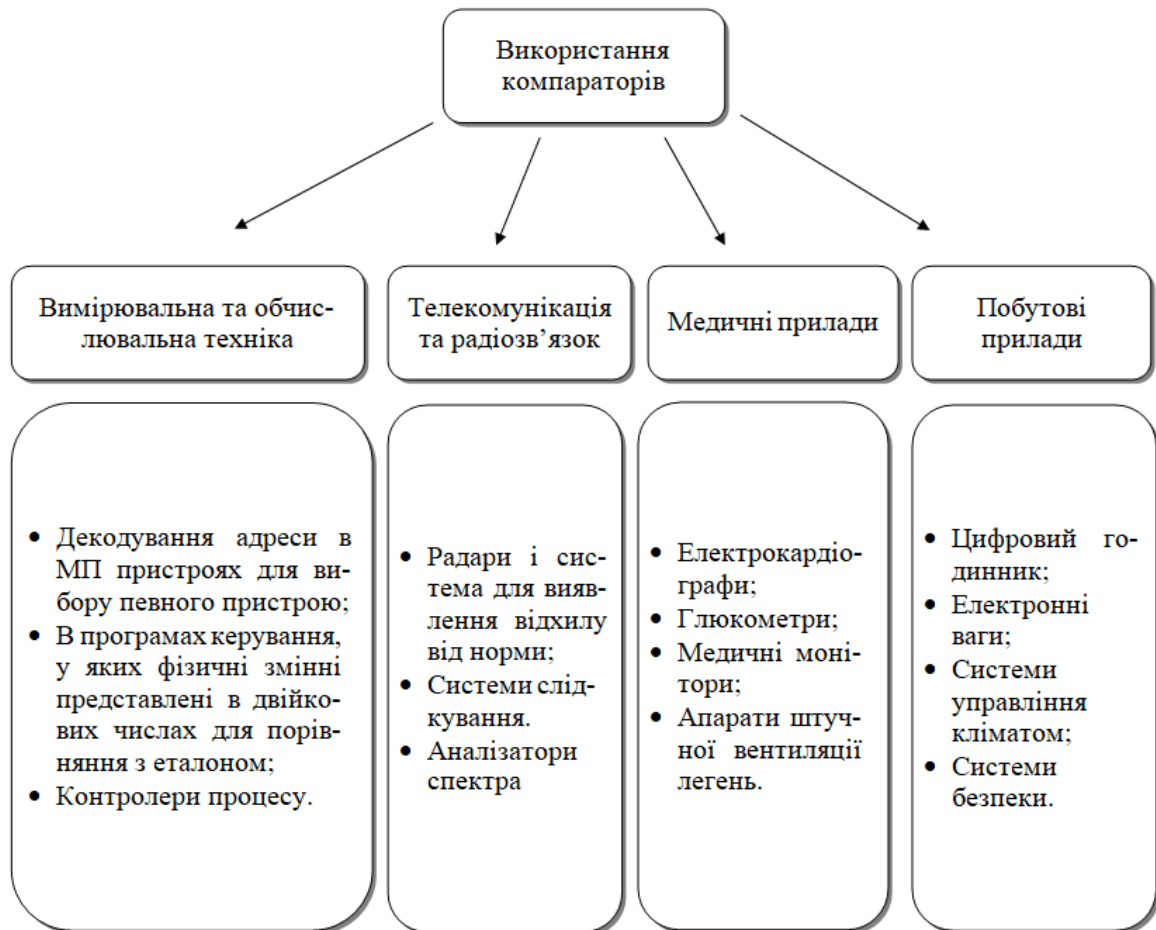 Використання
компараторів
Вимірювальна та обчис-
лювальна техніка
Телекомунікація
та радіозв’язок
Медичні прилади
Побутові
прилади
• Декодування адреси в
МП пристроях для ви-
бору певного пристрою;
• В програмах керування,
у яких фізичні змінні
представлені в двійко-
вих числах для порів-
няння з еталоном;
• Контролери процесу.
• Радари і сис-
тема для вияв-
лення відхилу
від норми;
• Системи слід-
кування.
• Аналізатори
спектра
• Електрокардіо-
графи;
• Глюкометри;
• Медичні моні-
тори;
• Апарати штуч-
ної вентиляції
легень.
• Цифровий го-
динник;
• Електронні
ваги;
• Системи
управління
кліматом;
• Системи
безпеки.